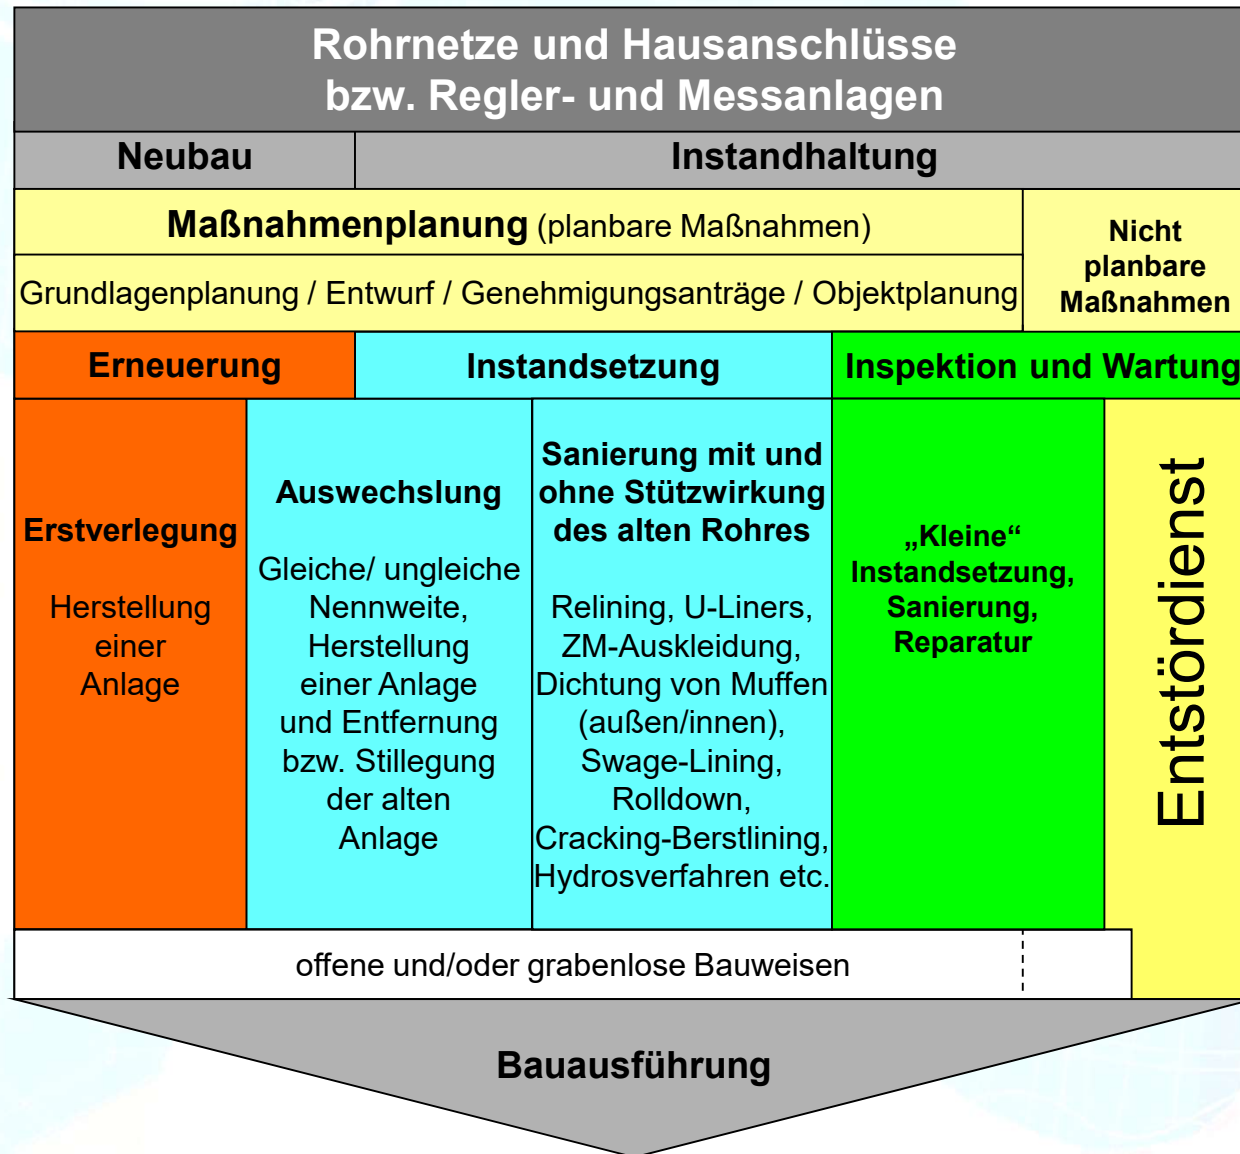 Rohrnetze und Hausanschlüsse
bzw. Regler- und Messanlagen
Neubau
Instandhaltung
Maßnahmenplanung (planbare Maßnahmen)
Grundlagenplanung / Entwurf / Genehmigungsanträge / Objektplanung
Nicht
planbare
Maßnahmen
Erneuerung
Instandsetzung
Inspektion und Wartung
Erstverlegung
Herstellung
einer
Anlage
Auswechslung
Gleiche/ ungleiche
Nennweite,
Herstellung
einer Anlage
und Entfernung
bzw. Stillegung
der alten
Anlage
Sanierung mit und
ohne Stützwirkung
des alten Rohres
Relining, U-Liners,
ZM-Auskleidung,
Dichtung von Muffen
(außen/innen),
Swage-Lining,
Rolldown,
Cracking-Berstlining,
Hydrosverfahren etc.
„Kleine“
Instandsetzung,
Sanierung,
Reparatur
Entstördienst
offene und/oder grabenlose Bauweisen
Bauausführung